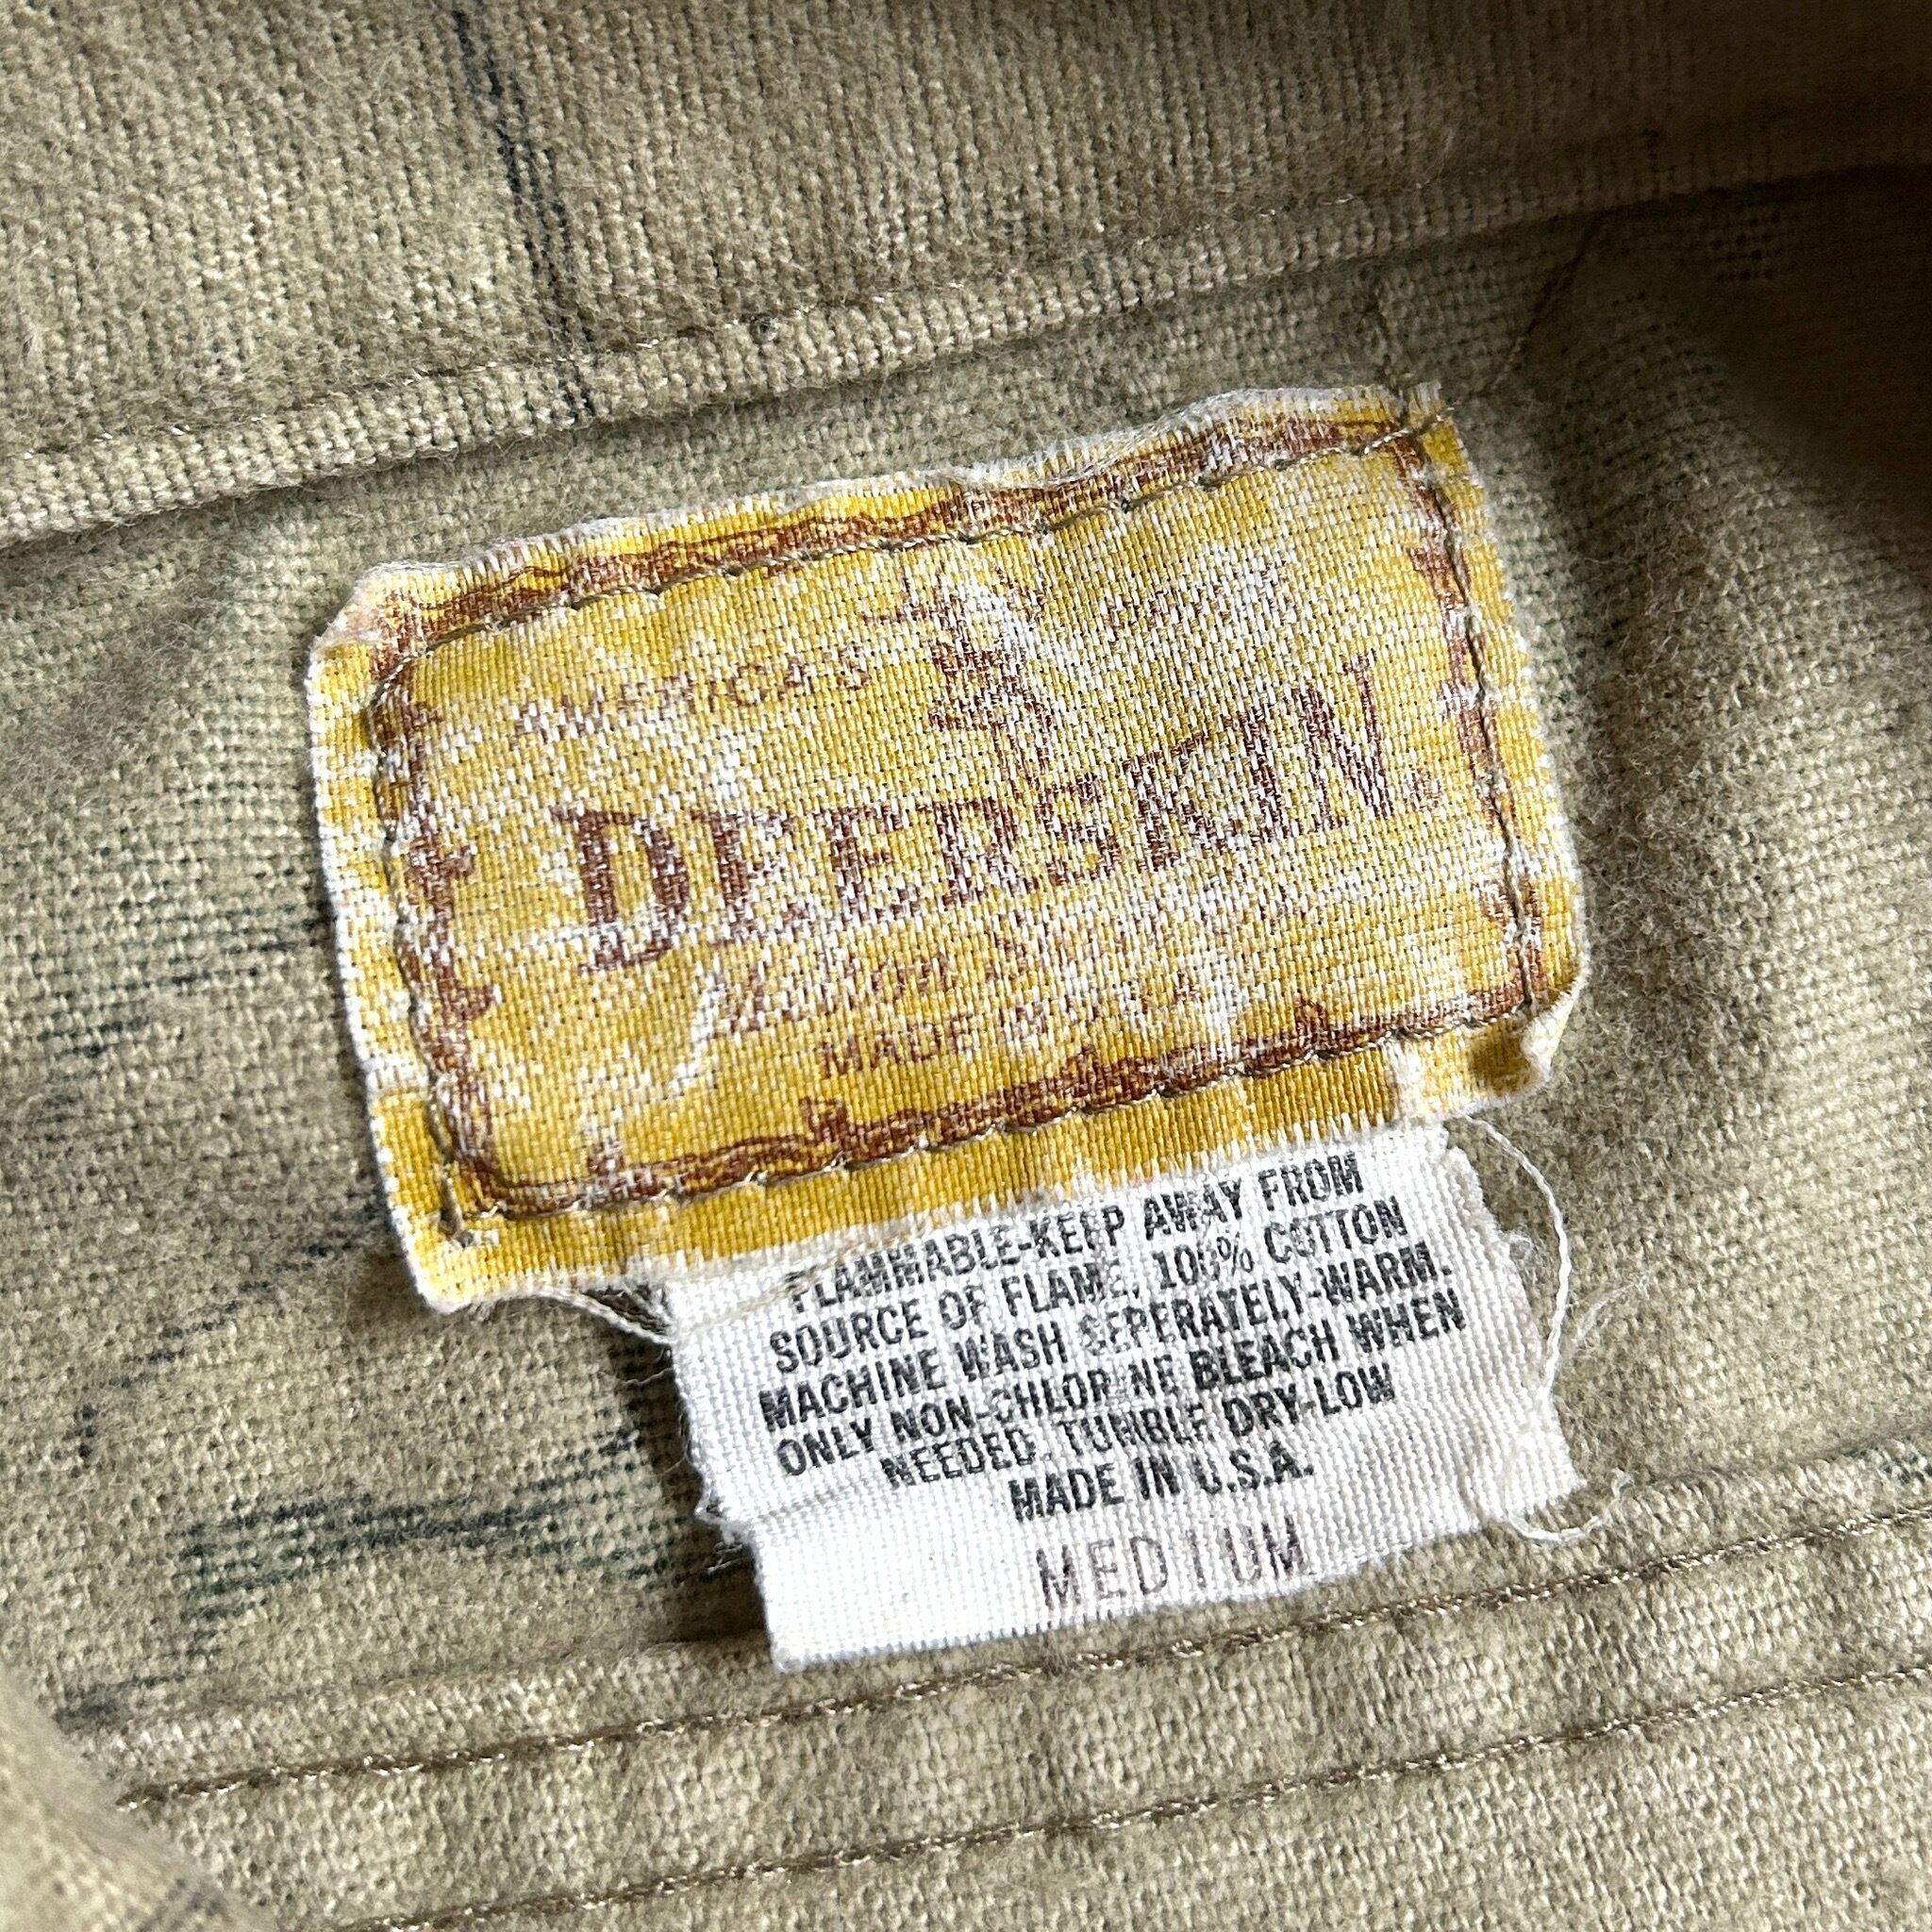 AMERICA'S
DEERSKIN.
MADE IN U.S.A.
FLAMMABLE-KEEP AWAY FROM
SOURCE OF FLAME, 100% COTTON
MACHINE WASH SEPERATELY-WARM.
ONLY NON-CHLORINE BLEACH WHEN
NEEDED. TUMBLE DRY-LOW
MADE IN U.S.A.
MEDIUM